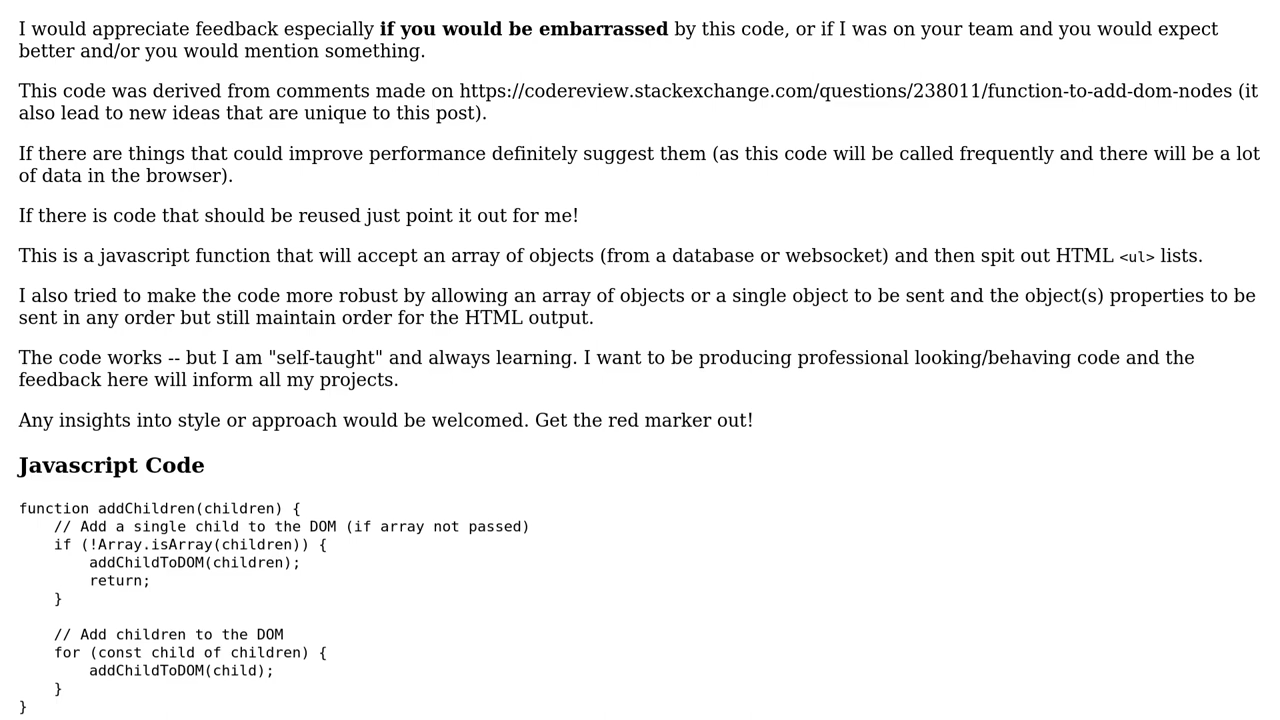 I would appreciate feedback especially if you would be embarrassed by this code, or if I was on your team and you would expect
better and/or you would mention something.
This code was derived from comments made on https://codereview.stackexchange.com/questions/238011/function-to-add-dom-nodes (it
also lead to new ideas that are unique to this post).
If there are things that could improve performance definitely suggest them (as this code will be called frequently and there will be a lot
of data in the browser).
If there is code that should be reused just point it out for me!
This is a javascript function that will accept an array of objects (from a database or websocket) and then spit out HTML <ul> lists.
I also tried to make the code more robust by allowing an array of objects or a single object to be sent and the object(s) properties to be
sent in any order but still maintain order for the HTML output.
The code works -- but I am "self-taught" and always learning. I want to be producing professional looking/behaving code and the
feedback here will inform all my projects.
Any insights into style or approach would be welcomed. Get the red marker out!
Javascript Code
function addChildren(children) {
    // Add a single child to the DOM (if array not passed)
    if (!Array.isArray(children)) {
        addChildToDOM(children);
        return;
    }
    // Add children to the DOM
    for (const child of children) {
        addChildToDOM(child);
    }
}